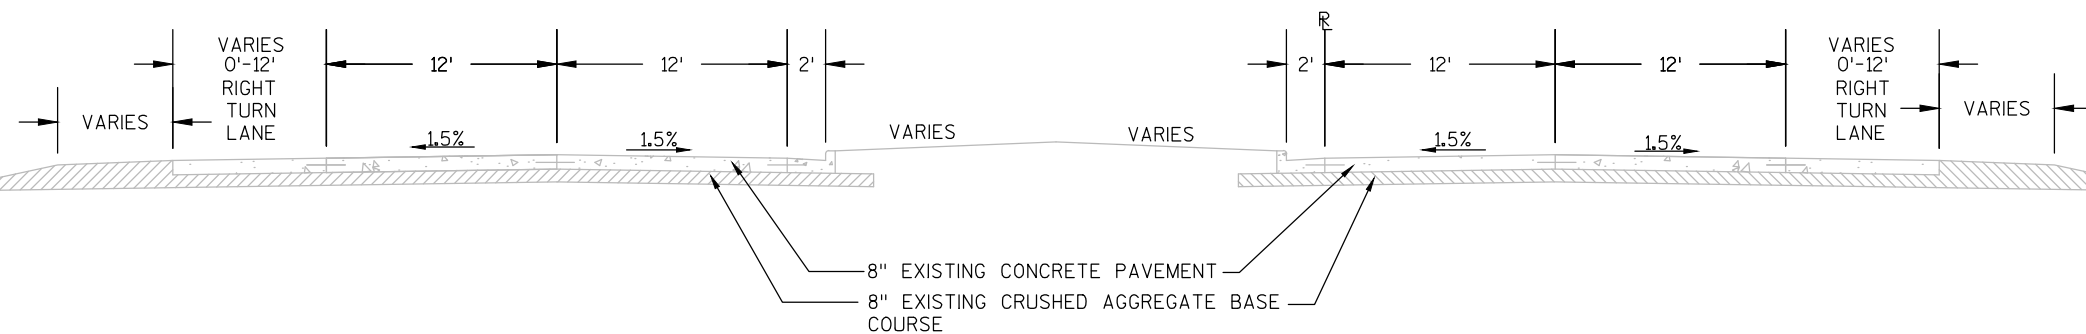 ℟
VARIES
0'-12'
RIGHT
TURN
LANE
12'
12'
2'
2'
12'
12'
VARIES
0'-12'
RIGHT
TURN
LANE
VARIES
VARIES
VARIES
VARIES
1.5%
1.5%
1.5%
1.5%
8" EXISTING CONCRETE PAVEMENT
8" EXISTING CRUSHED AGGREGATE BASE
COURSE